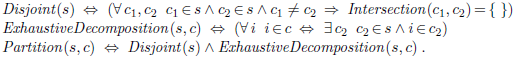 Disjoint(s) ⇔ (∀ c₁, c₂ c₁ ∈ s ∧ c₂ ∈ s ∧ c₁ ≠ c₂ ⇒ Intersection(c₁, c₂) = { })
ExhaustiveDecomposition(s, c) ⇔ (∀ i i ∈ c ⇔ ∃ c₂ c₂ ∈ s ∧ i ∈ c₂)
Partition(s, c) ⇔ Disjoint(s) ∧ ExhaustiveDecomposition(s, c) .